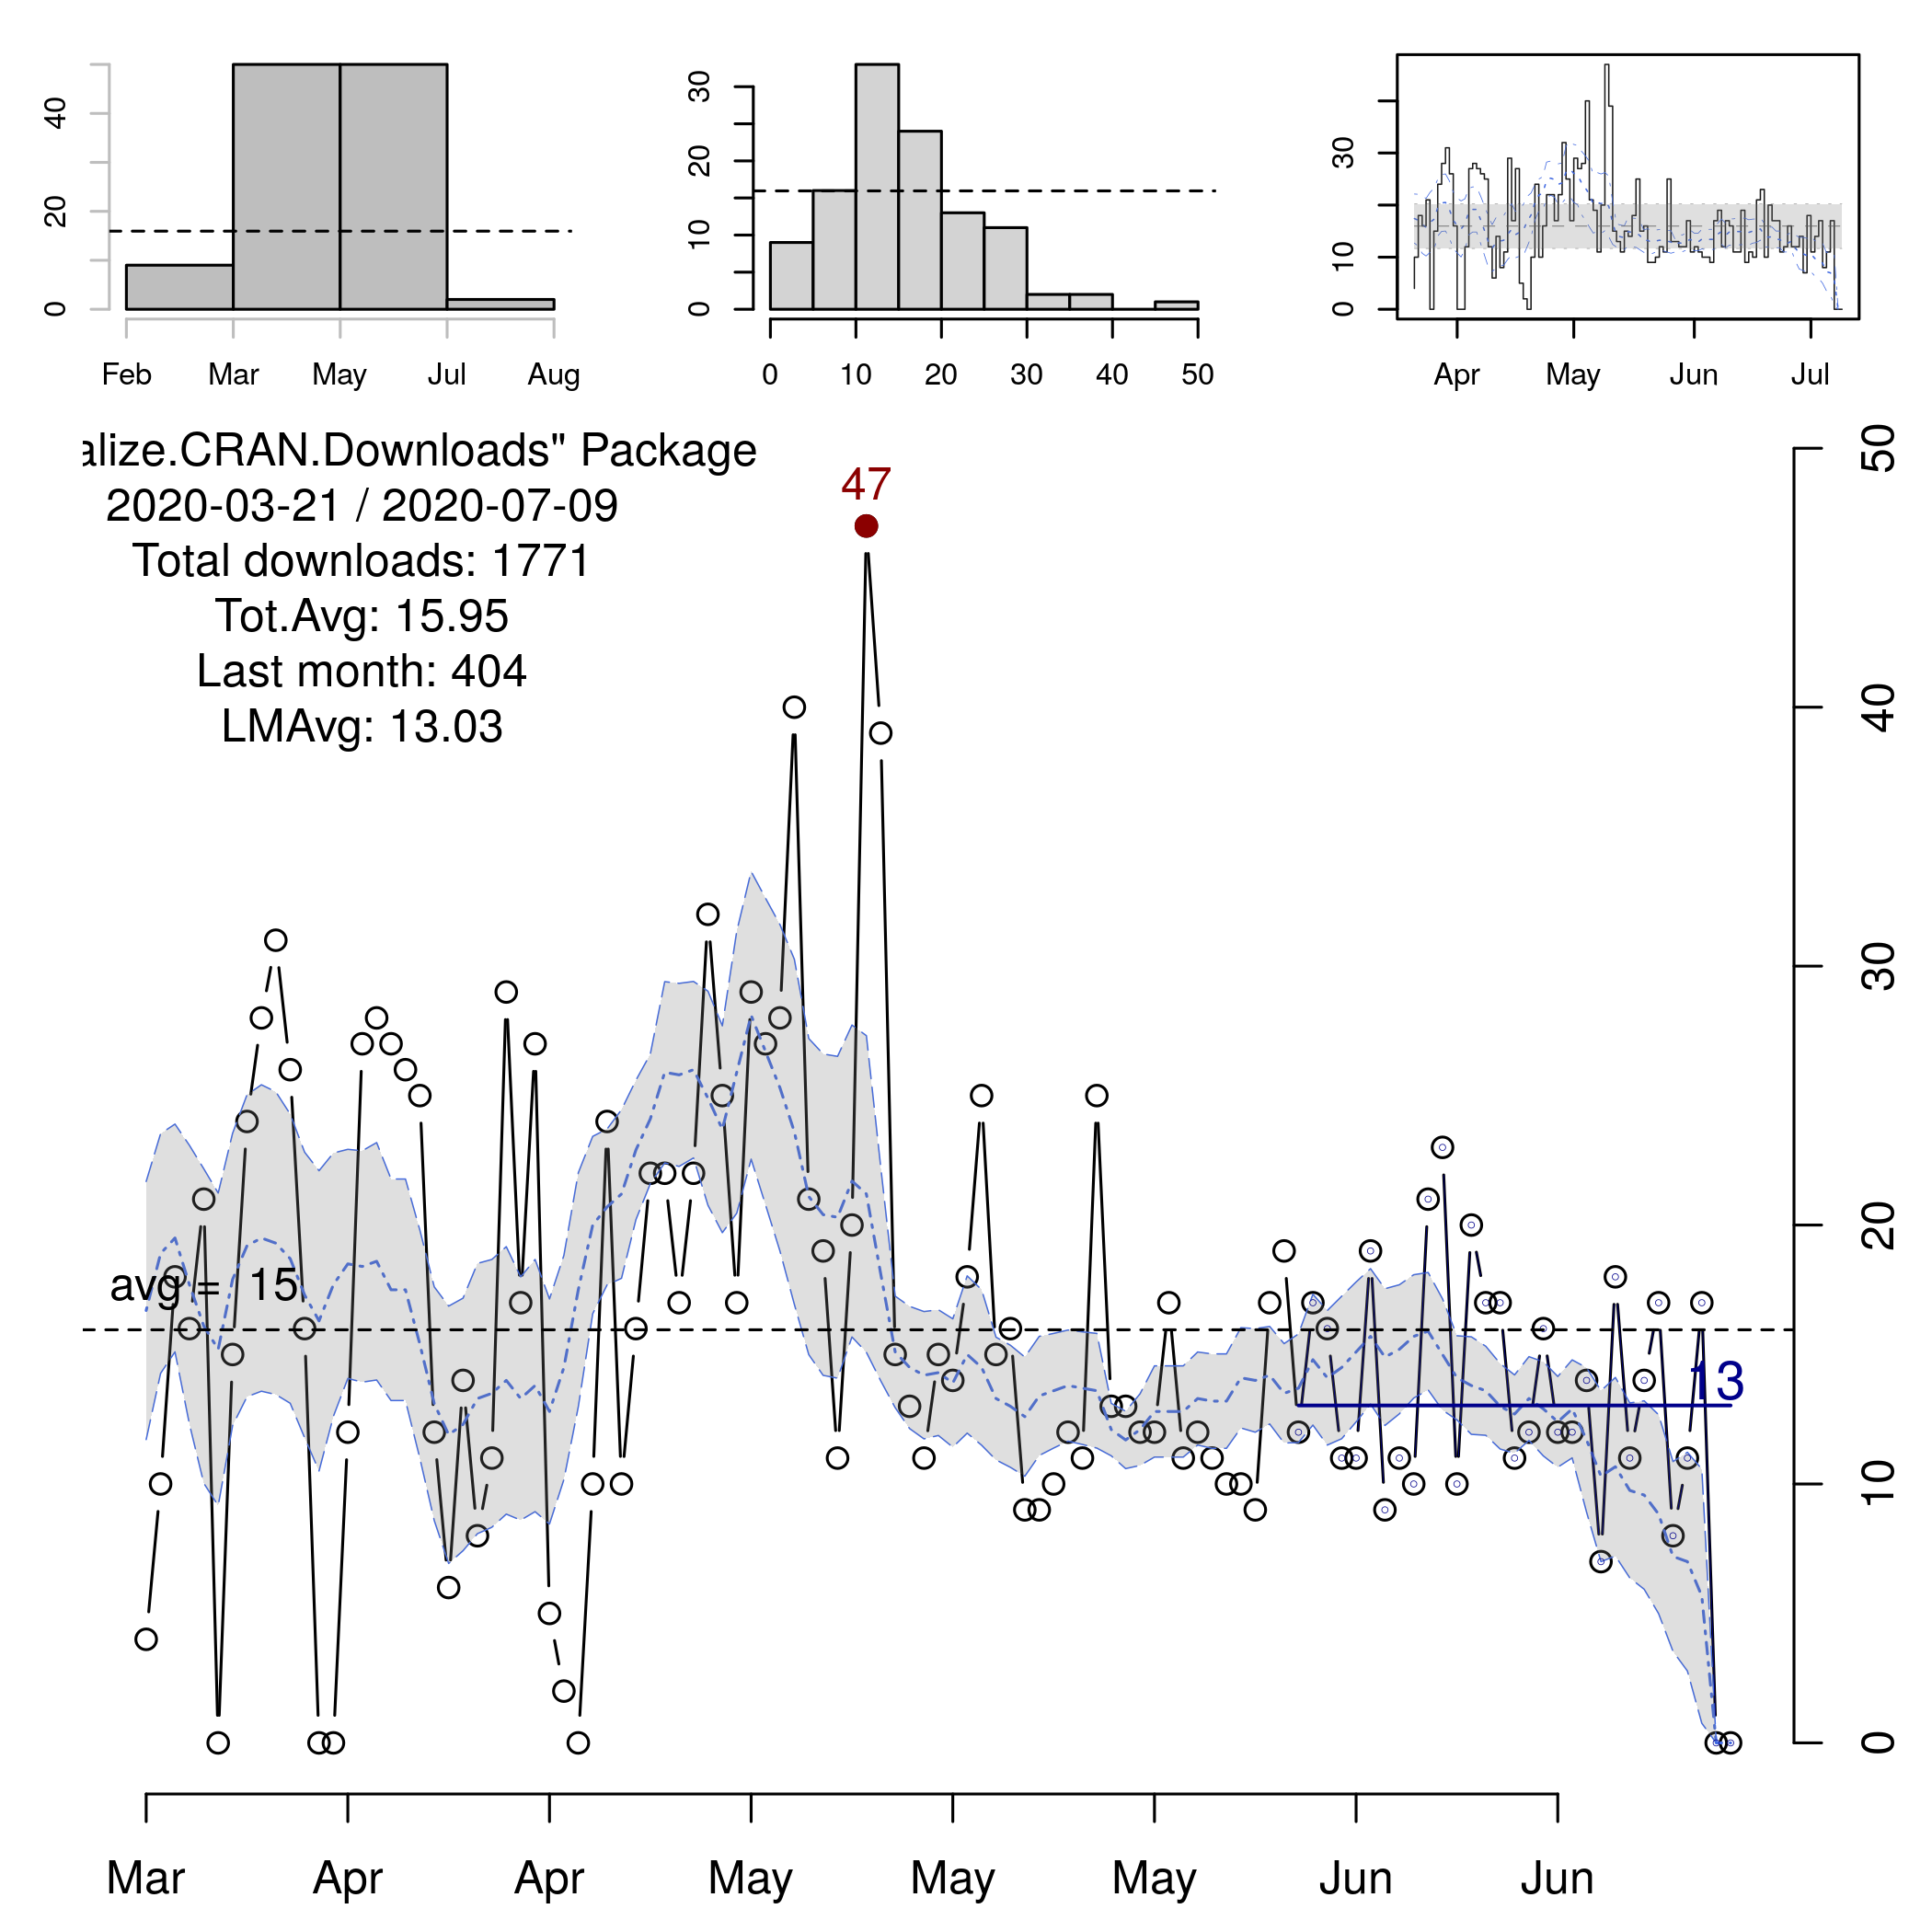 40
20
0
Feb Mar May Jul Aug
30
20
10
0
0 10 20 30 40 50
30
10
0
Apr May Jun Jul
alize.CRAN.Downloads" Package
2020-03-21 / 2020-07-09
Total downloads: 1771
Tot.Avg: 15.95
Last month: 404
LMAvg: 13.03
47
avg = 15
13
50
40
30
20
10
0
Mar Apr Apr May May May Jun Jun